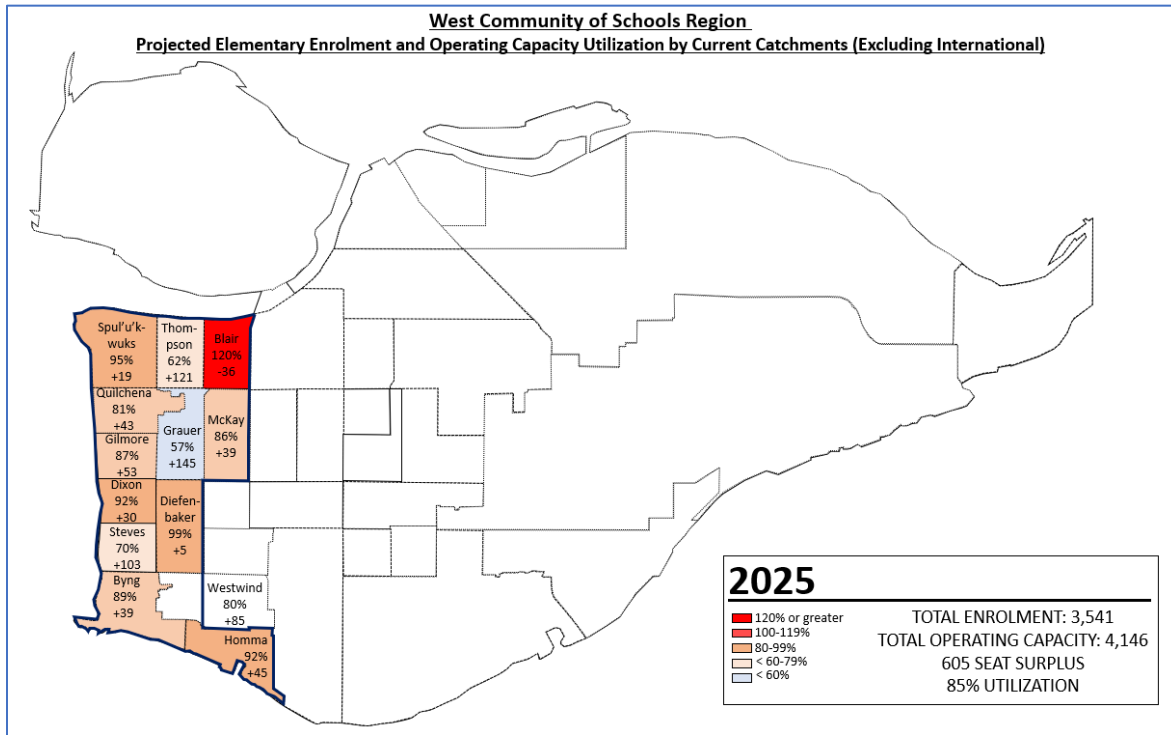 West Community of Schools Region
Projected Elementary Enrolment and Operating Capacity Utilization by Current Catchments (Excluding International)
Spul'u'k-
wuks
95%
+19
Thom-
pson
62%
+121
Blair
120%
-36
Quilchena
81%
+43
Grauer
57%
+145
McKay
86%
+39
Gilmore
87%
+53
Dixon
92%
+30
Diefen-
baker
99%
+5
Steves
70%
+103
Byng
89%
+39
Westwind
80%
+85
Homma
92%
+45
2025
120% or greater
100-119%
80-99%
< 60-79%
< 60%
TOTAL ENROLMENT: 3,541
TOTAL OPERATING CAPACITY: 4,146
605 SEAT SURPLUS
85% UTILIZATION